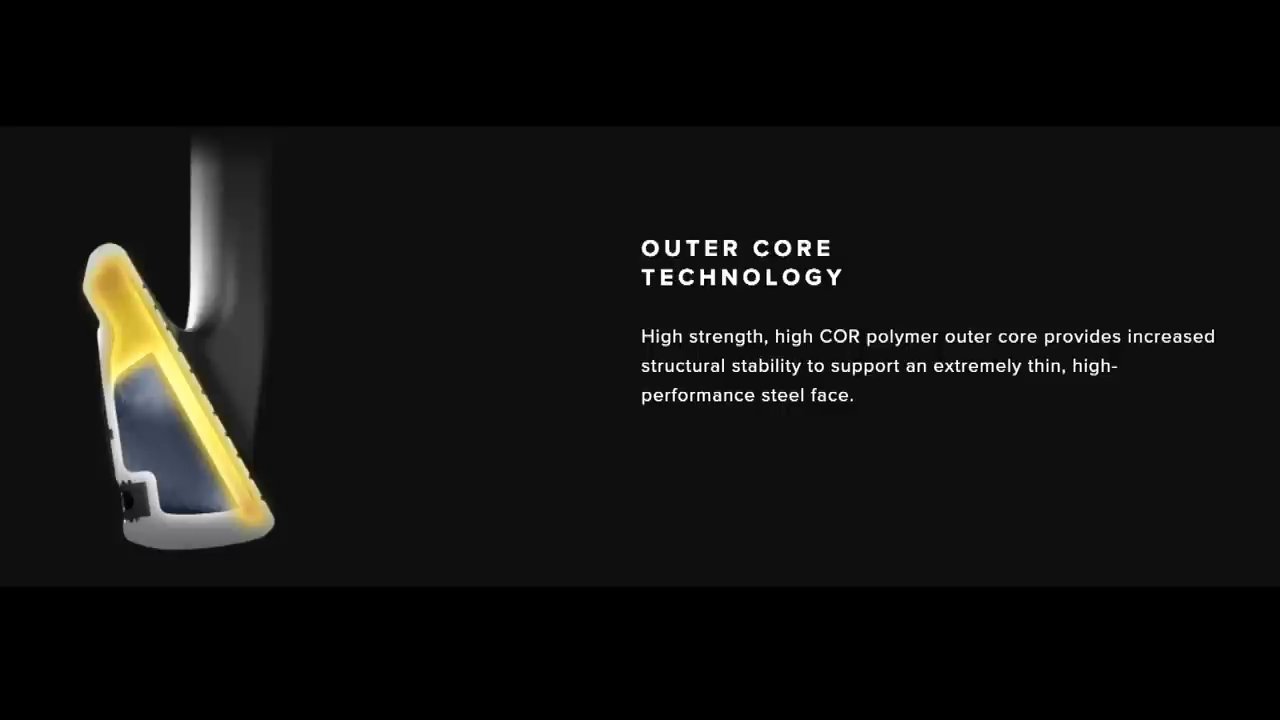 OUTER CORE
TECHNOLOGY
High strength, high COR polymer outer core provides increased
structural stability to support an extremely thin, high-
performance steel face.